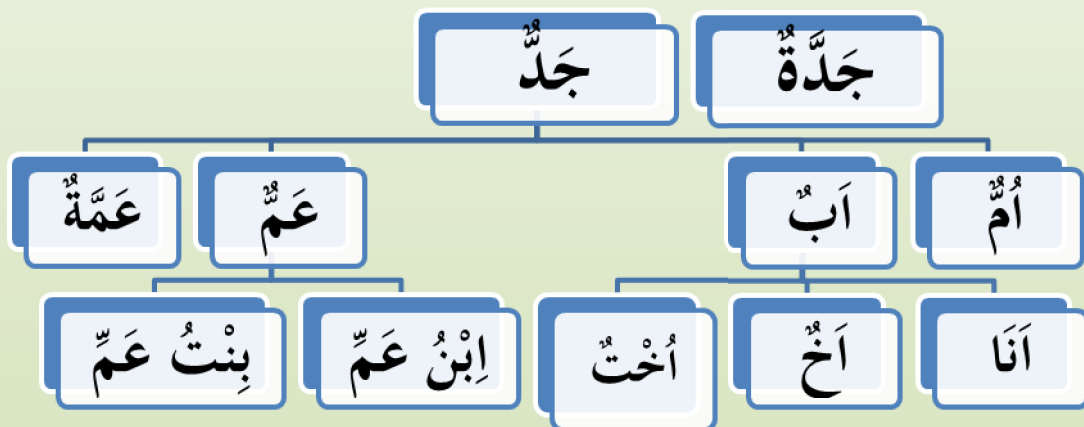 جَدَّةٌ
جَدٌّ
اُمٌّ
اَبٌ
عَمٌّ
عَمَّةٌ
اَنَا
اَخٌ
اُخْتٌ
اِبْنُ عَمٍّ
بِنْتُ عَمٍّ